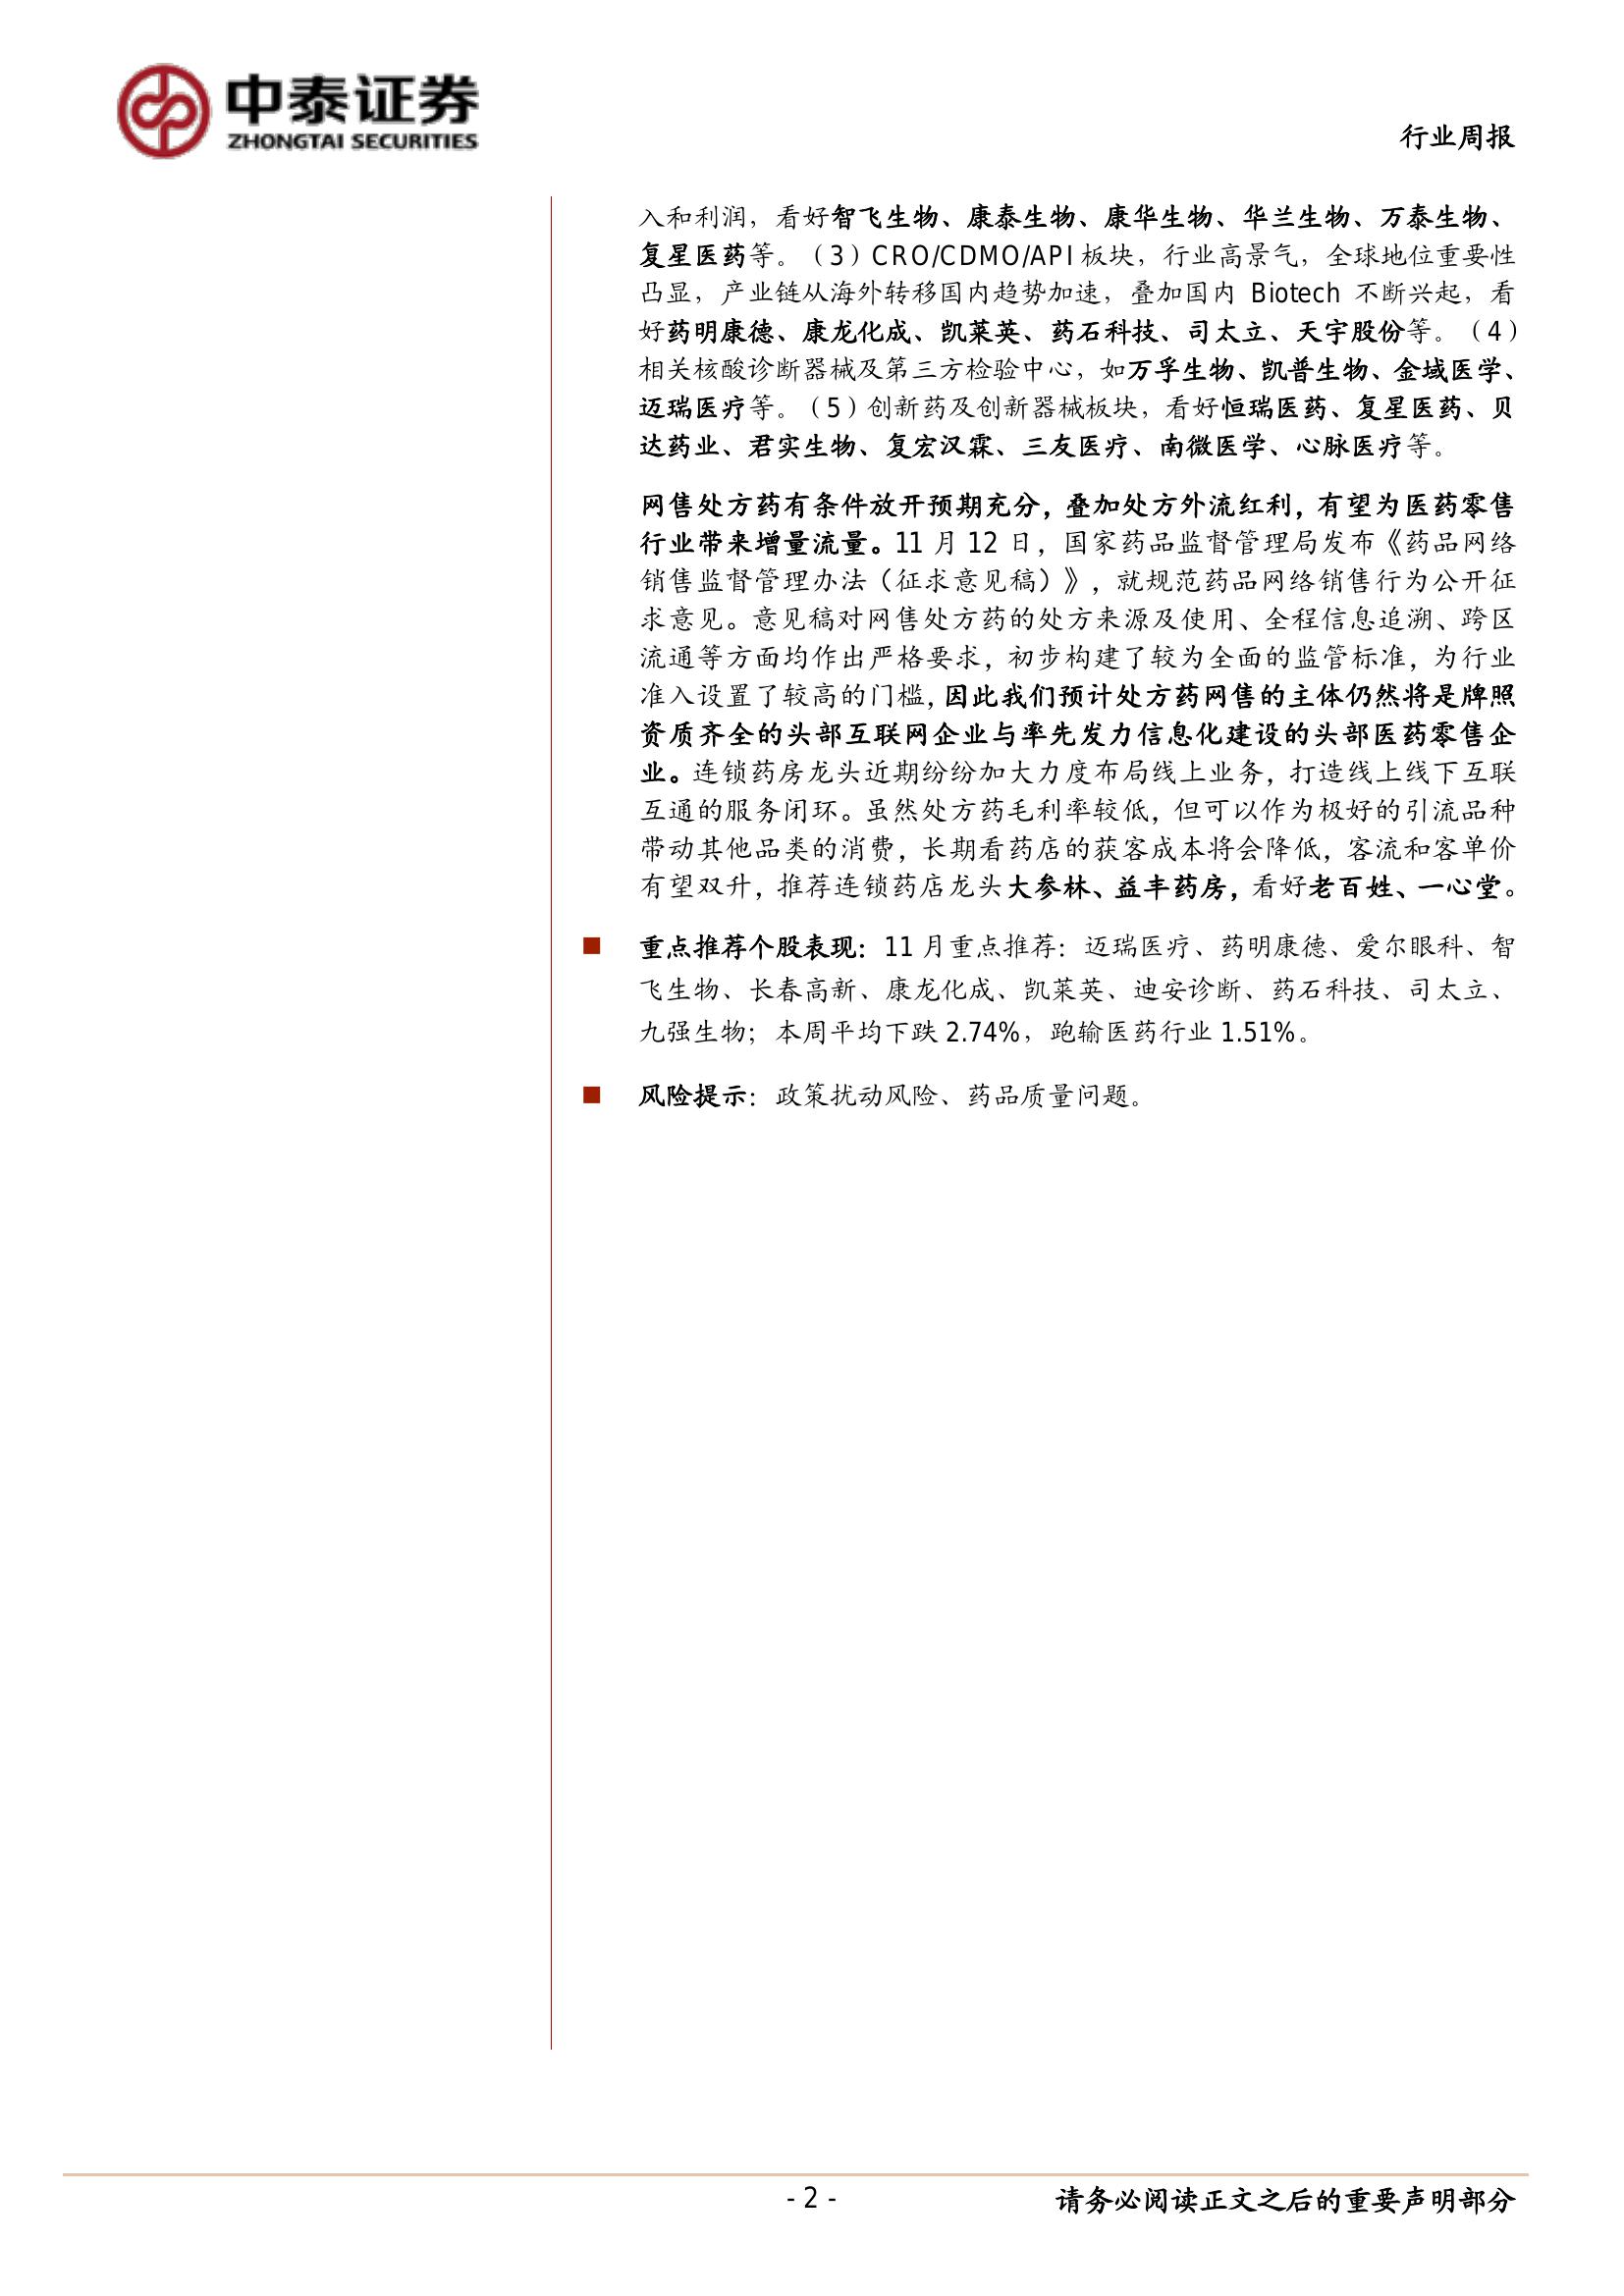 中泰证券
ZHONGTAI SECURITIES
行业周报
入和利润，看好智飞生物、康泰生物、康华生物、华兰生物、万泰生物、
复星医药等。（3）CRO/CDMO/API 板块，行业高景气，全球地位重要性
凸显，产业链从海外转移国内趋势加速，叠加国内 Biotech 不断兴起，看
好药明康德、康龙化成、凯莱英、药石科技、司太立、天宇股份等。（4）
相关核酸诊断器械及第三方检验中心，如万孚生物、凯普生物、金域医学、
迈瑞医疗等。（5）创新药及创新器械板块，看好恒瑞医药、复星医药、贝
达药业、君实生物、复宏汉霖、三友医疗、南微医学、心脉医疗等。
网售处方药有条件放开预期充分，叠加处方外流红利，有望为医药零售
行业带来增量流量。11 月 12 日，国家药品监督管理局发布《药品网络
销售监督管理办法（征求意见稿）》，就规范药品网络销售行为公开征
求意见。意见稿对网售处方药的处方来源及使用、全程信息追溯、跨区
流通等方面均作出严格要求，初步构建了较为全面的监管标准，为行业
准入设置了较高的门槛，因此我们预计处方药网售的主体仍然将是牌照
资质齐全的头部互联网企业与率先发力信息化建设的头部医药零售企
业。连锁药房龙头近期纷纷加大力度布局线上业务，打造线上线下互联
互通的服务闭环。虽然处方药毛利率较低，但可以作为极好的引流品种
带动其他品类的消费，长期看药店的获客成本将会降低，客流和客单价
有望双升，推荐连锁药店龙头大参林、益丰药房，看好老百姓、一心堂。
重点推荐个股表现：11 月重点推荐：迈瑞医疗、药明康德、爱尔眼科、智
飞生物、长春高新、康龙化成、凯莱英、迪安诊断、药石科技、司太立、
九强生物；本周平均下跌 2.74%，跑输医药行业 1.51%。
风险提示：政策扰动风险、药品质量问题。
- 2 -
请务必阅读正文之后的重要声明部分